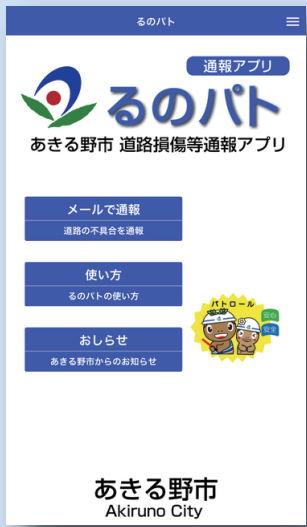 るのパト
通報アプリ
るのパト
あきる野市 道路損傷等通報アプリ
メールで通報
道路の不具合を通報
使い方
るのパトの使い方
パトロール
安心
安全
おしらせ
あきる野市からのお知らせ
あきる野市
Akiruno City